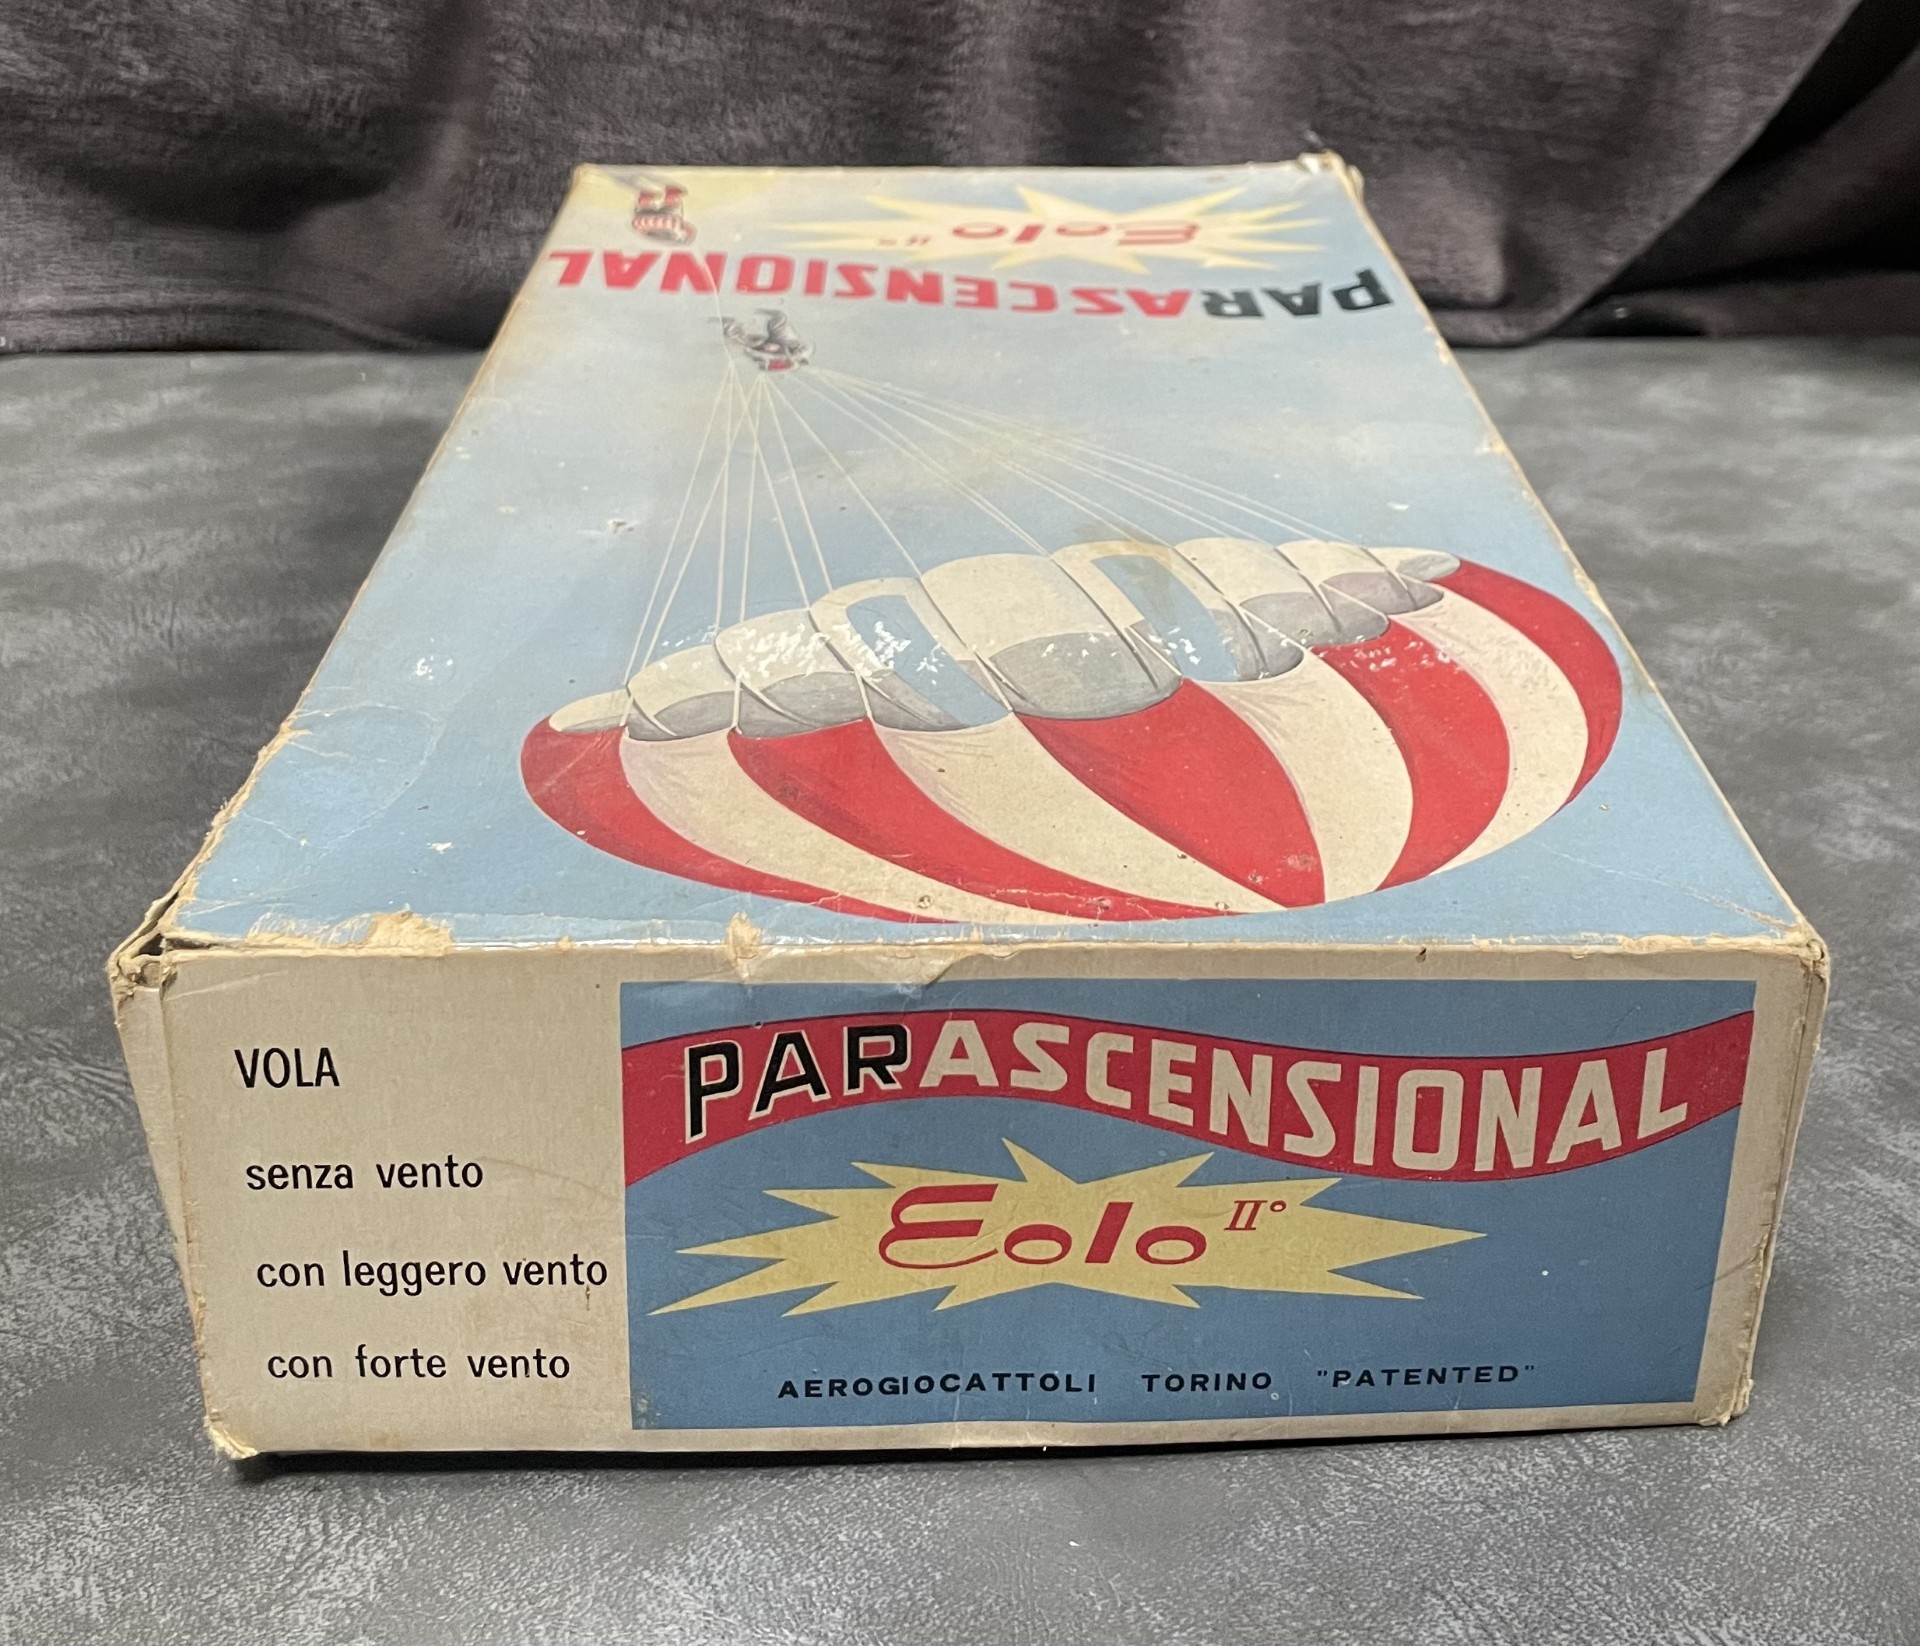 Eolo II°
PARASCENSIONAL
VOLA
senza vento
con leggero vento
con forte vento
PARASCENSIONAL
Eolo II°
AEROGIOCATTOLI TORINO "PATENTED"